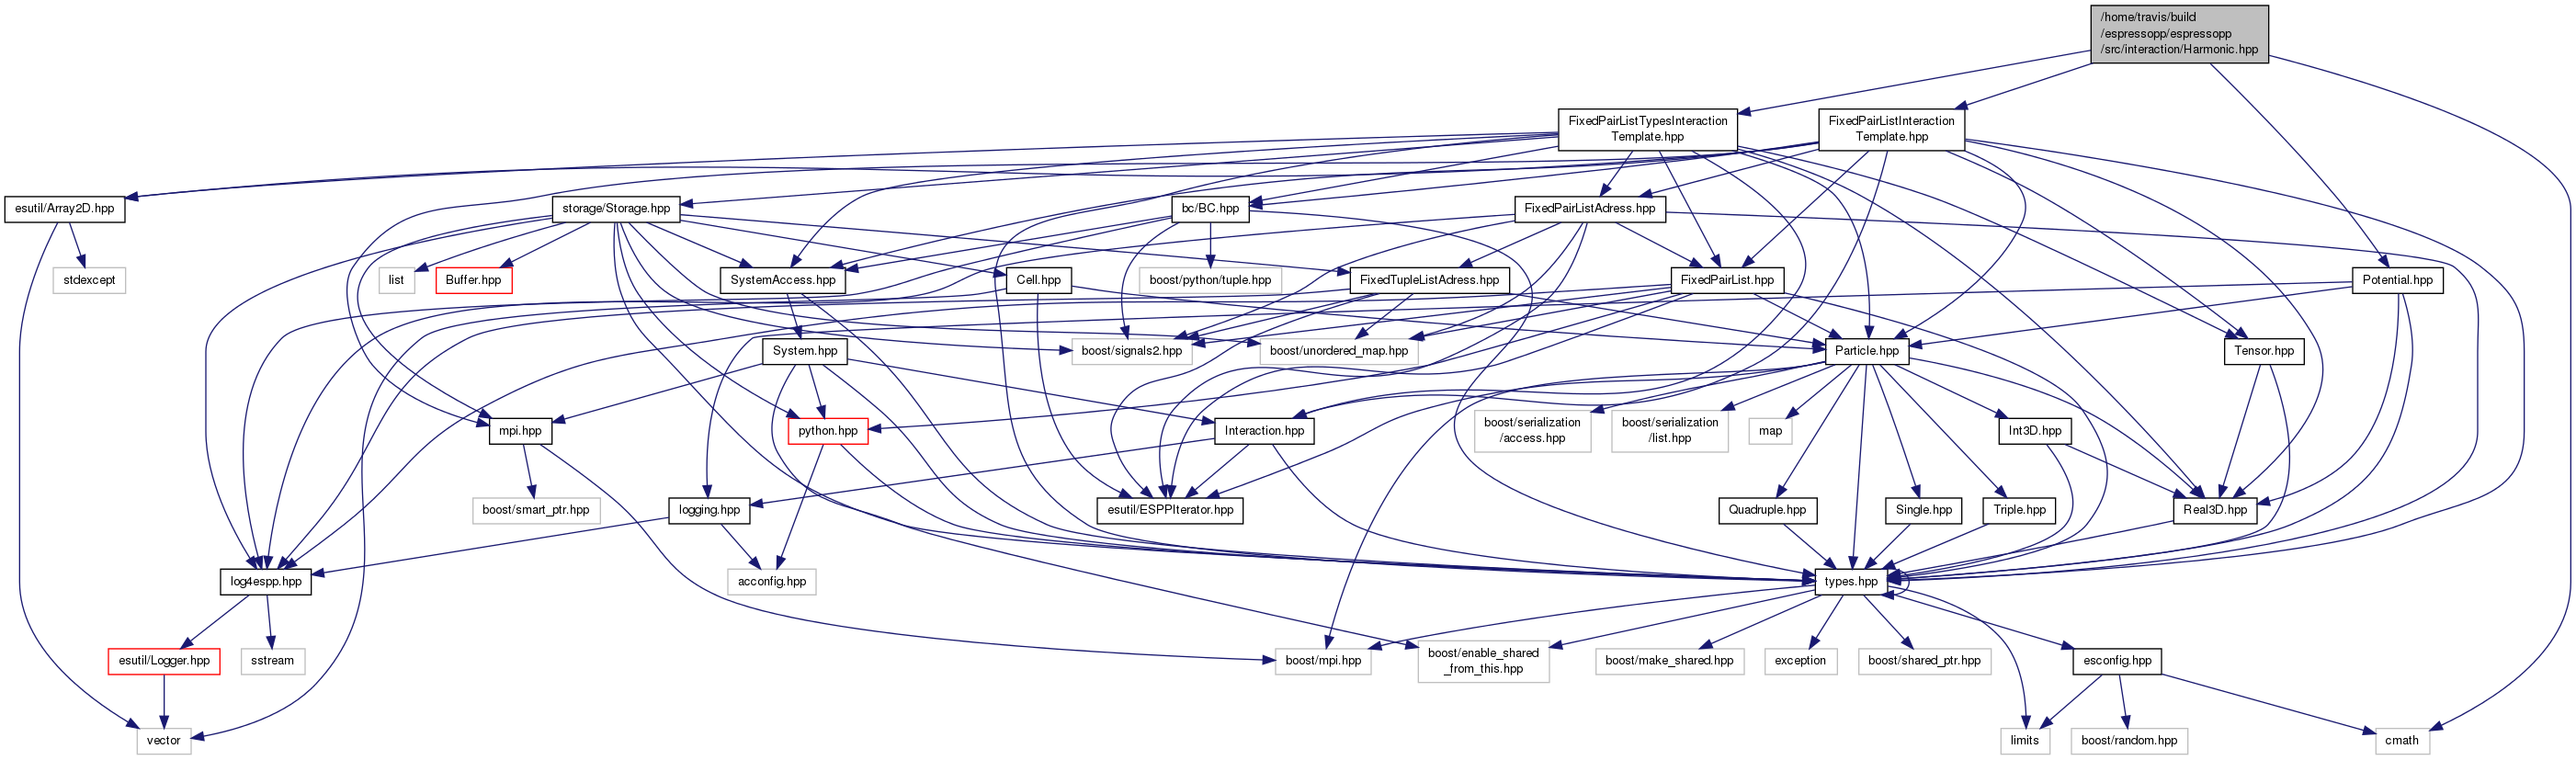 /home/travis/build
/espressopp/espressopp
/src/interaction/Harmonic.hpp
FixedPairListTypesInteraction
Template.hpp
FixedPairListInteraction
Template.hpp
esutil/Array2D.hpp
storage/Storage.hpp
bc/BC.hpp
FixedPairListAdress.hpp
stdexcept
list
Buffer.hpp
SystemAccess.hpp
Cell.hpp
boost/python/tuple.hpp
FixedTupleListAdress.hpp
FixedPairList.hpp
Potential.hpp
System.hpp
boost/signals2.hpp
boost/unordered_map.hpp
Particle.hpp
Tensor.hpp
mpi.hpp
python.hpp
boost/serialization
/access.hpp
boost/serialization
/list.hpp
map
Interaction.hpp
Int3D.hpp
boost/smart_ptr.hpp
logging.hpp
esutil/ESPPIterator.hpp
Quadruple.hpp
Single.hpp
Triple.hpp
Real3D.hpp
log4espp.hpp
acconfig.hpp
types.hpp
esutil/Logger.hpp
sstream
boost/mpi.hpp
boost/enable_shared
_from_this.hpp
boost/make_shared.hpp
exception
boost/shared_ptr.hpp
esconfig.hpp
vector
limits
boost/random.hpp
cmath